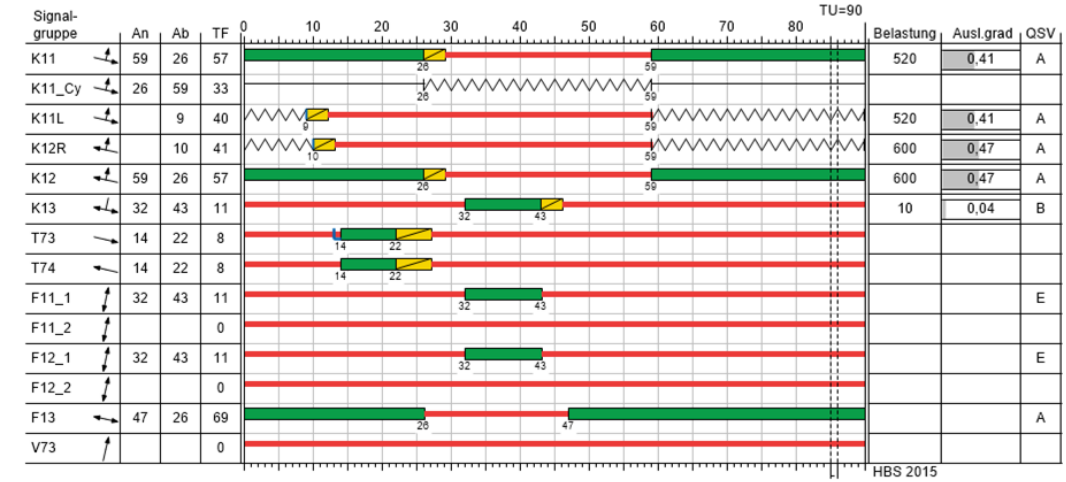 TU=90
Signal-
gruppe An Ab TF 0 10 20 30 40 50 60 70 80 Belastung Ausl.grad QSV
K11 59 26 57 26 59 520 0,41 A
K11_Cy 26 59 33 26 59
K11L 9 40 9 59 520 0,41 A
K12R 10 41 10 59 600 0,47 A
K12 59 26 57 26 59 600 0,47 A
K13 32 43 11 32 43 10 0,04 B
T73 14 22 8 14 22
T74 14 22 8 14 22
F11_1 32 43 11 32 43 E
F11_2 0
F12_1 32 43 11 32 43 E
F12_2 0
F13 47 26 69 26 47 A
V73 0
HBS 2015